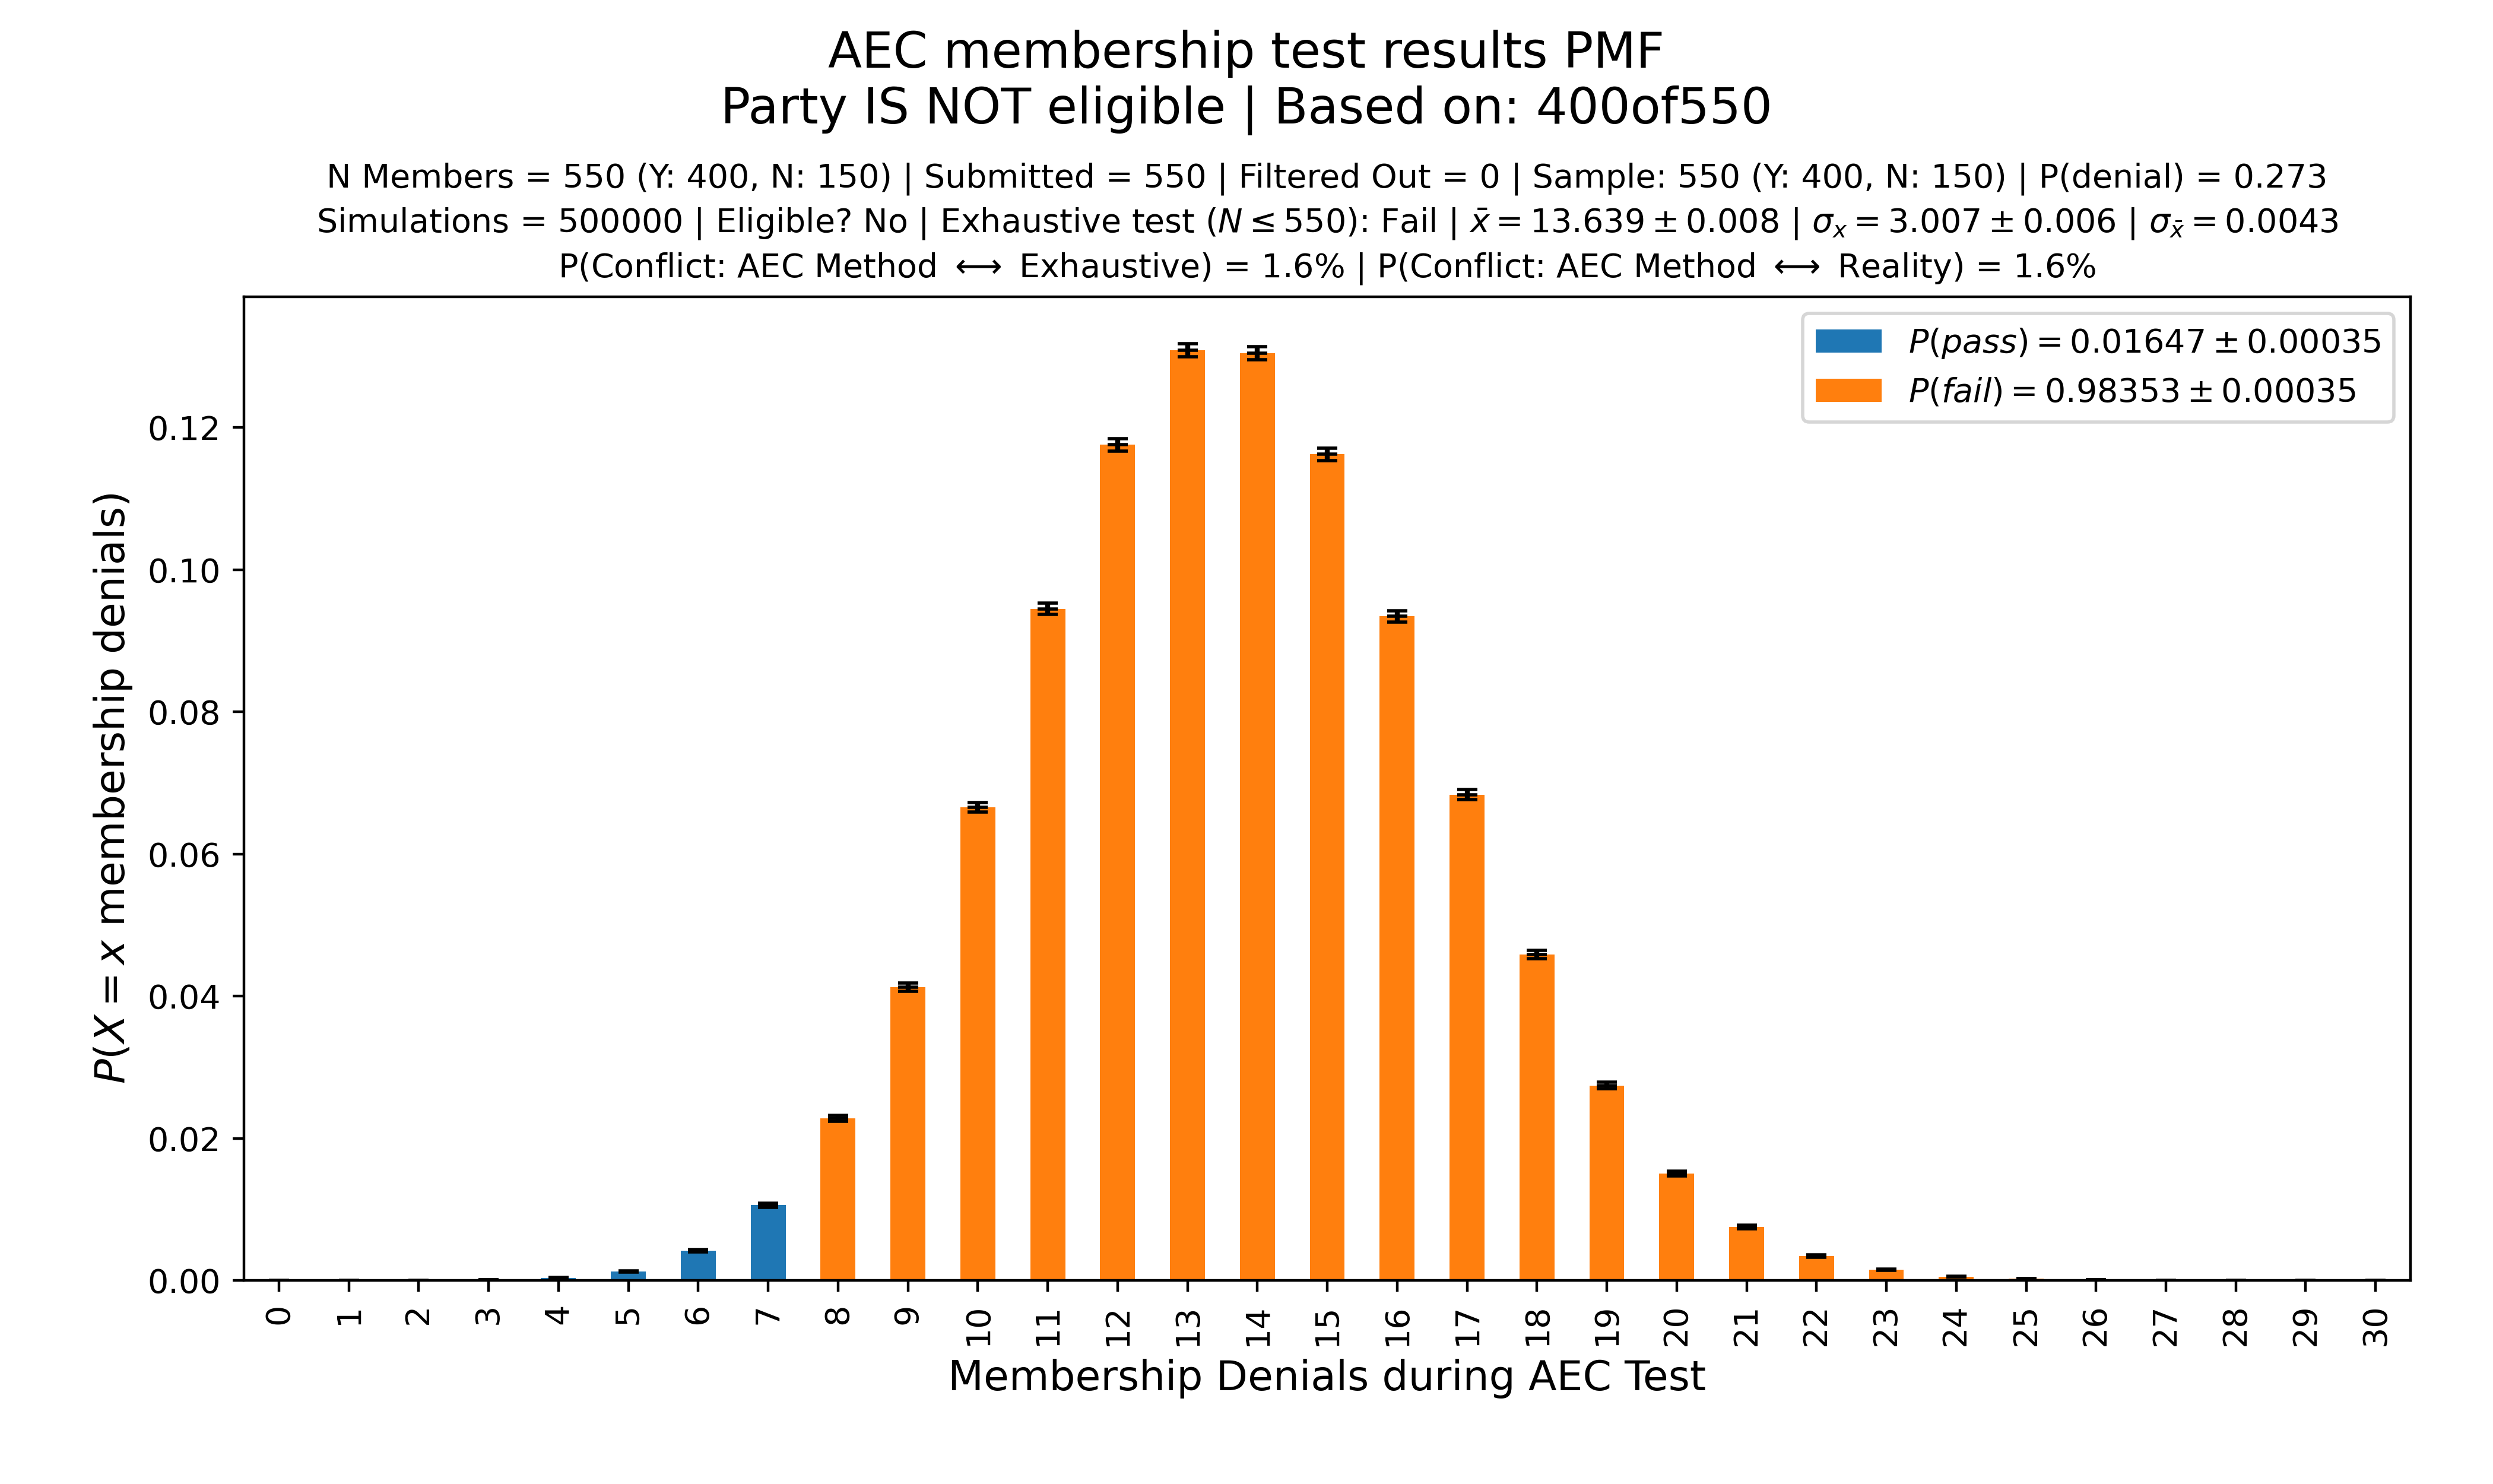 AEC membership test results PMF
Party IS NOT eligible | Based on: 400of550
N Members = 550 (Y: 400, N: 150) | Submitted = 550 | Filtered Out = 0 | Sample: 550 (Y: 400, N: 150) | P(denial) = 0.273
Simulations = 500000 | Eligible? No | Exhaustive test (N ≤ 550): Fail | x̄ = 13.639 ± 0.008 | σₓ = 3.007 ± 0.006 | σ_x̄ = 0.0043
P(Conflict: AEC Method ⟷ Exhaustive) = 1.6% | P(Conflict: AEC Method ⟷ Reality) = 1.6%
P(pass) = 0.01647 ± 0.00035
P(fail) = 0.98353 ± 0.00035
P(X = x membership denials)
0.12
0.10
0.08
0.06
0.04
0.02
0.00
0 1 2 3 4 5 6 7 8 9 10 11 12 13 14 15 16 17 18 19 20 21 22 23 24 25 26 27 28 29 30
Membership Denials during AEC Test